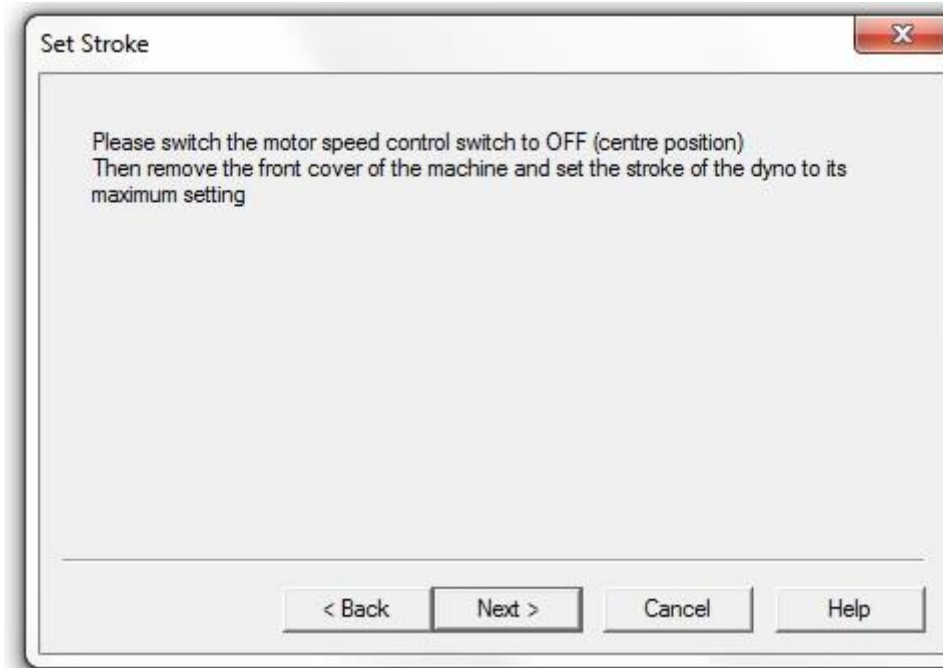 Set Stroke
Please switch the motor speed control switch to OFF (centre position)
Then remove the front cover of the machine and set the stroke of the dyno to its
maximum setting
< Back Next > Cancel Help